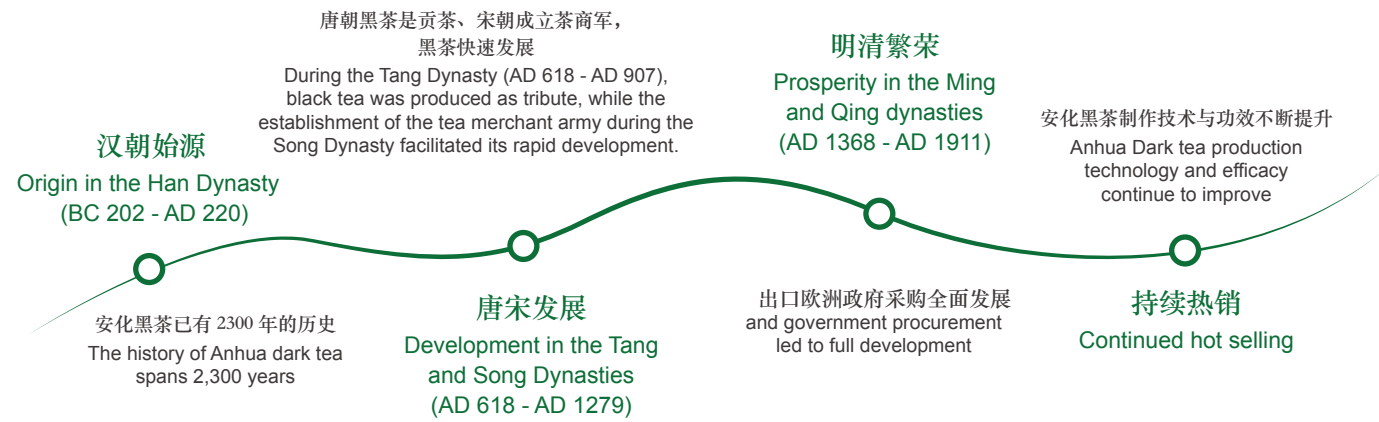 汉朝始源
Origin in the Han Dynasty
(BC 202 - AD 220)
安化黑茶已有 2300 年的历史
The history of Anhua dark tea
spans 2,300 years
唐朝黑茶是贡茶、宋朝成立茶商军，
黑茶快速发展
During the Tang Dynasty (AD 618 - AD 907),
black tea was produced as tribute, while the
establishment of the tea merchant army during the
Song Dynasty facilitated its rapid development.
唐宋发展
Development in the Tang
and Song Dynasties
(AD 618 - AD 1279)
明清繁荣
Prosperity in the Ming
and Qing dynasties
(AD 1368 - AD 1911)
出口欧洲政府采购全面发展
and government procurement
led to full development
安化黑茶制作技术与功效不断提升
Anhua Dark tea production
technology and efficacy
continue to improve
持续热销
Continued hot selling